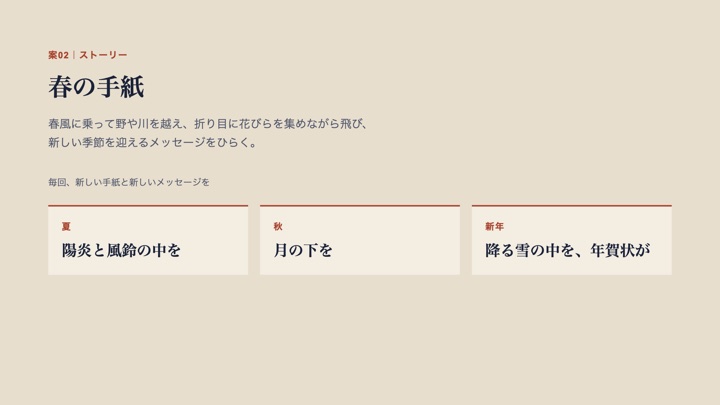 案02｜ストーリー
春の手紙
春風に乗って野や川を越え、折り目に花びらを集めながら飛び、
新しい季節を迎えるメッセージをひらく。
毎回、新しい手紙と新しいメッセージを
夏
陽炎と風鈴の中を
秋
月の下を
新年
降る雪の中を、年賀状が